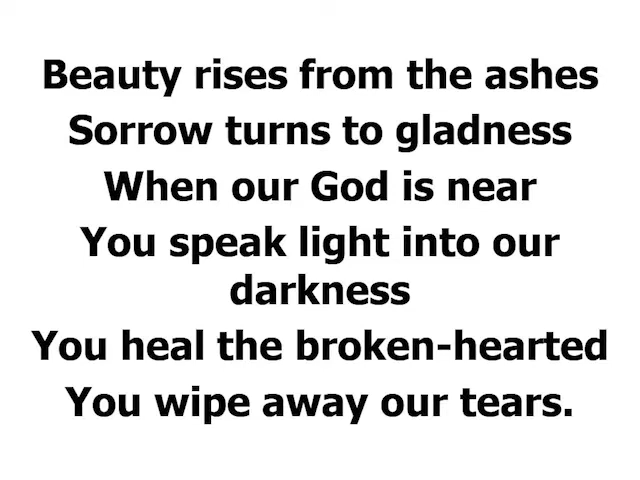 Beauty rises from the ashes
Sorrow turns to gladness
When our God is near
You speak light into our
darkness
You heal the broken-hearted
You wipe away our tears.